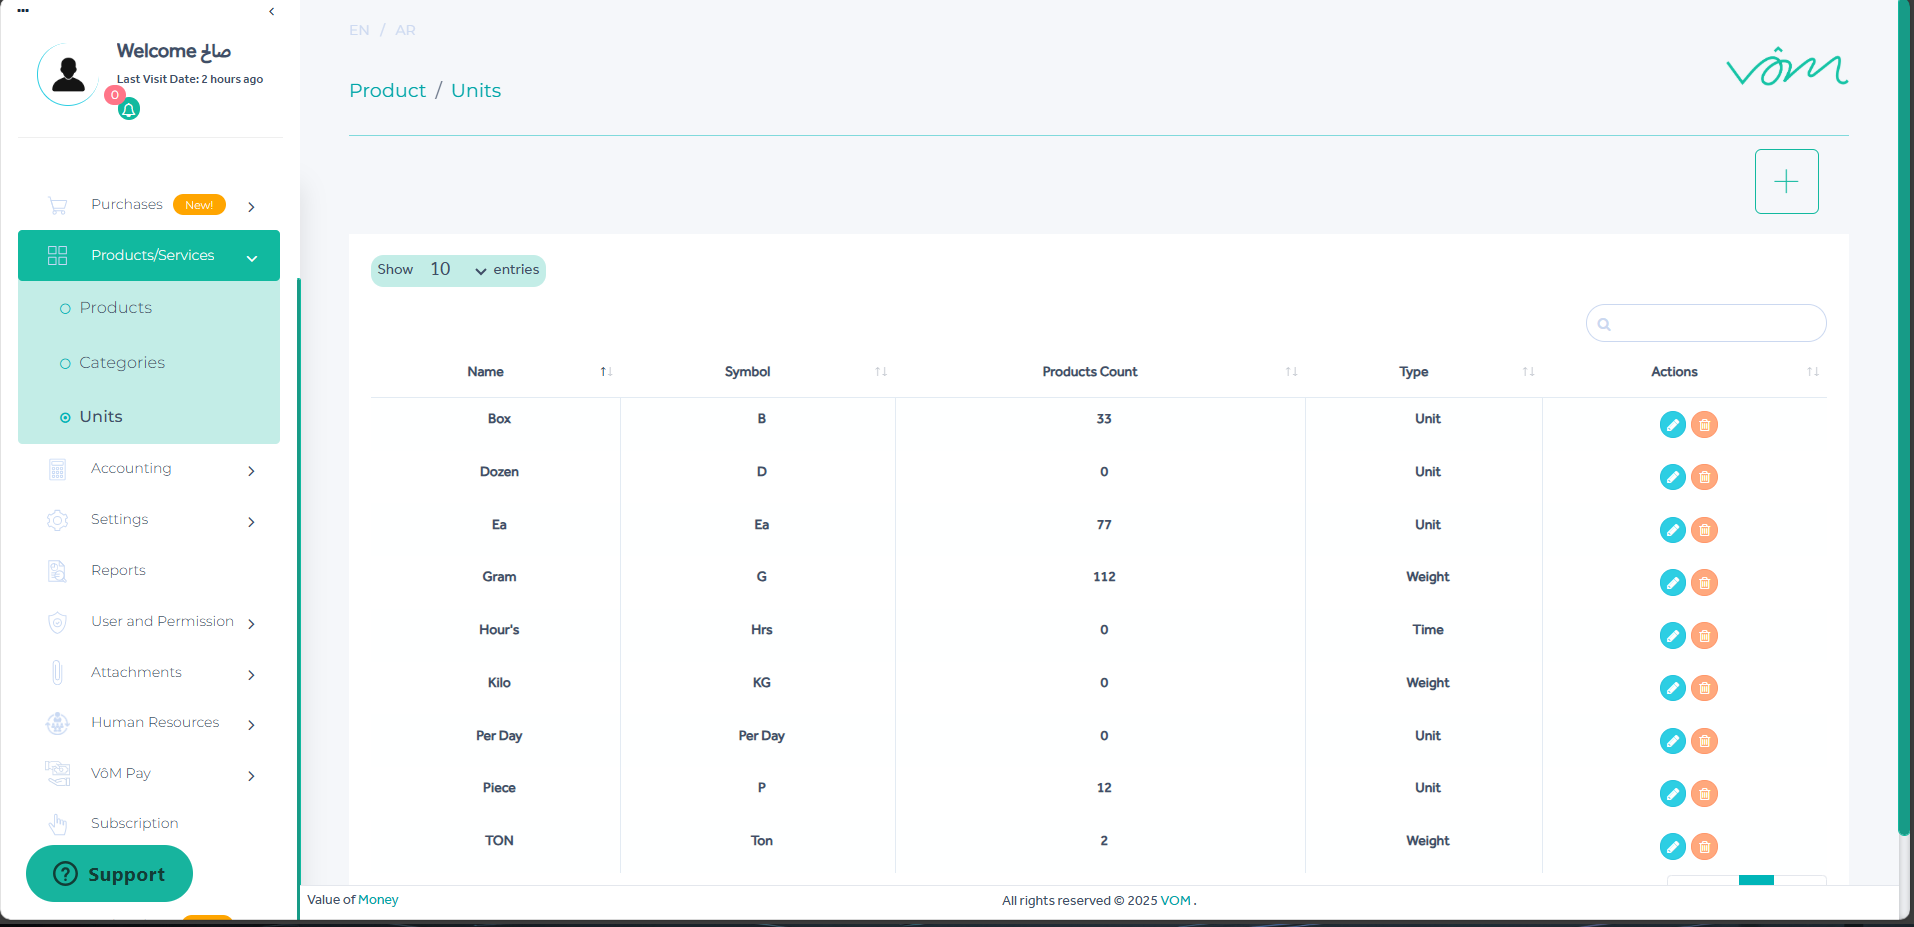 Welcome صالح
Last Visit Date: 2 hours ago
0
Purchases New!
Products/Services
Products
Categories
Units
Accounting
Settings
Reports
User and Permission
Attachments
Human Resources
VôM Pay
Subscription
Support
EN / AR
vôm
Product / Units
Show 10 entries
Name Symbol Products Count Type Actions
Box B 33 Unit
Dozen D 0 Unit
Ea Ea 77 Unit
Gram G 112 Weight
Hour's Hrs 0 Time
Kilo KG 0 Weight
Per Day Per Day 0 Unit
Piece P 12 Unit
TON Ton 2 Weight
Value of Money
All rights reserved © 2025 VOM .